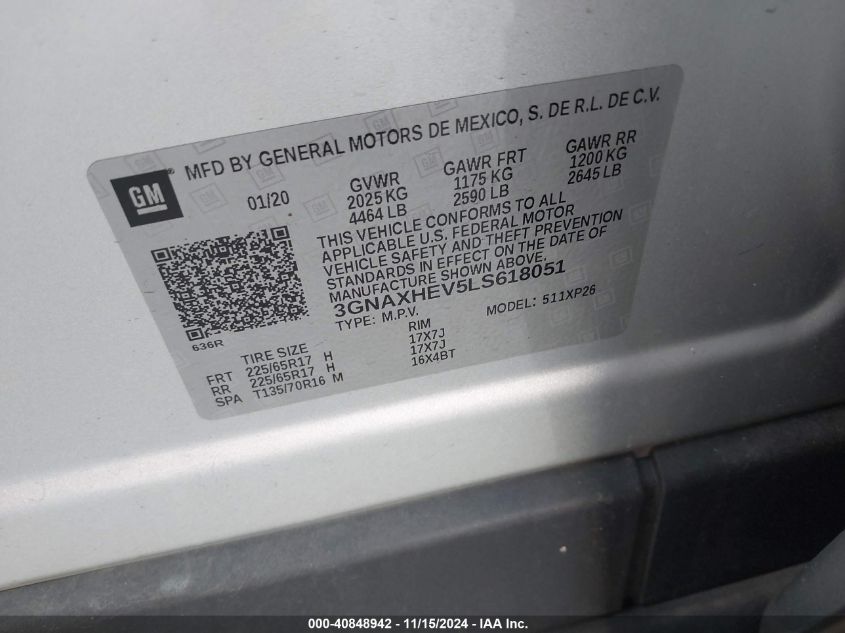 MFD BY GENERAL MOTORS DE MEXICO, S. DE R.L. DE C.V.
GM
01/20 GVWR GAWR FRT GAWR RR
2025 KG 1175 KG 1200 KG
4464 LB 2590 LB 2645 LB
THIS VEHICLE CONFORMS TO ALL
APPLICABLE U.S. FEDERAL MOTOR
VEHICLE SAFETY AND THEFT PREVENTION
STANDARDS IN EFFECT ON THE DATE OF
MANUFACTURE SHOWN ABOVE.
3GNAXHEV5LS618051
TYPE: M.P.V. MODEL: 511XP26
636R
TIRE SIZE RIM
FRT 225/65R17 H 17X7J
RR 225/65R17 H 17X7J
SPA T135/70R16 M 16X4BT
000-40848942 - 11/15/2024 - IAA Inc.